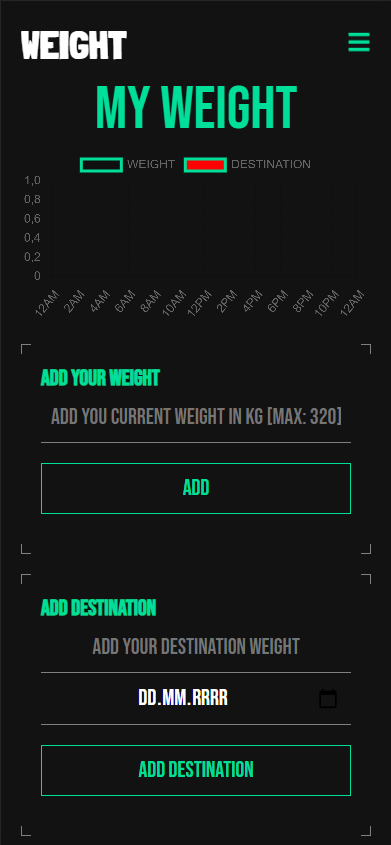 WEIGHT
MY WEIGHT
WEIGHT DESTINATION
1,0
0,8
0,6
0,4
0,2
0
12AM 2AM 4AM 6AM 8AM 10AM 12PM 2PM 4PM 6PM 8PM 10PM 12AM
ADD YOUR WEIGHT
ADD YOU CURRENT WEIGHT IN KG [MAX: 320]
ADD
ADD DESTINATION
ADD YOUR DESTINATION WEIGHT
DD.MM.RRRR
ADD DESTINATION